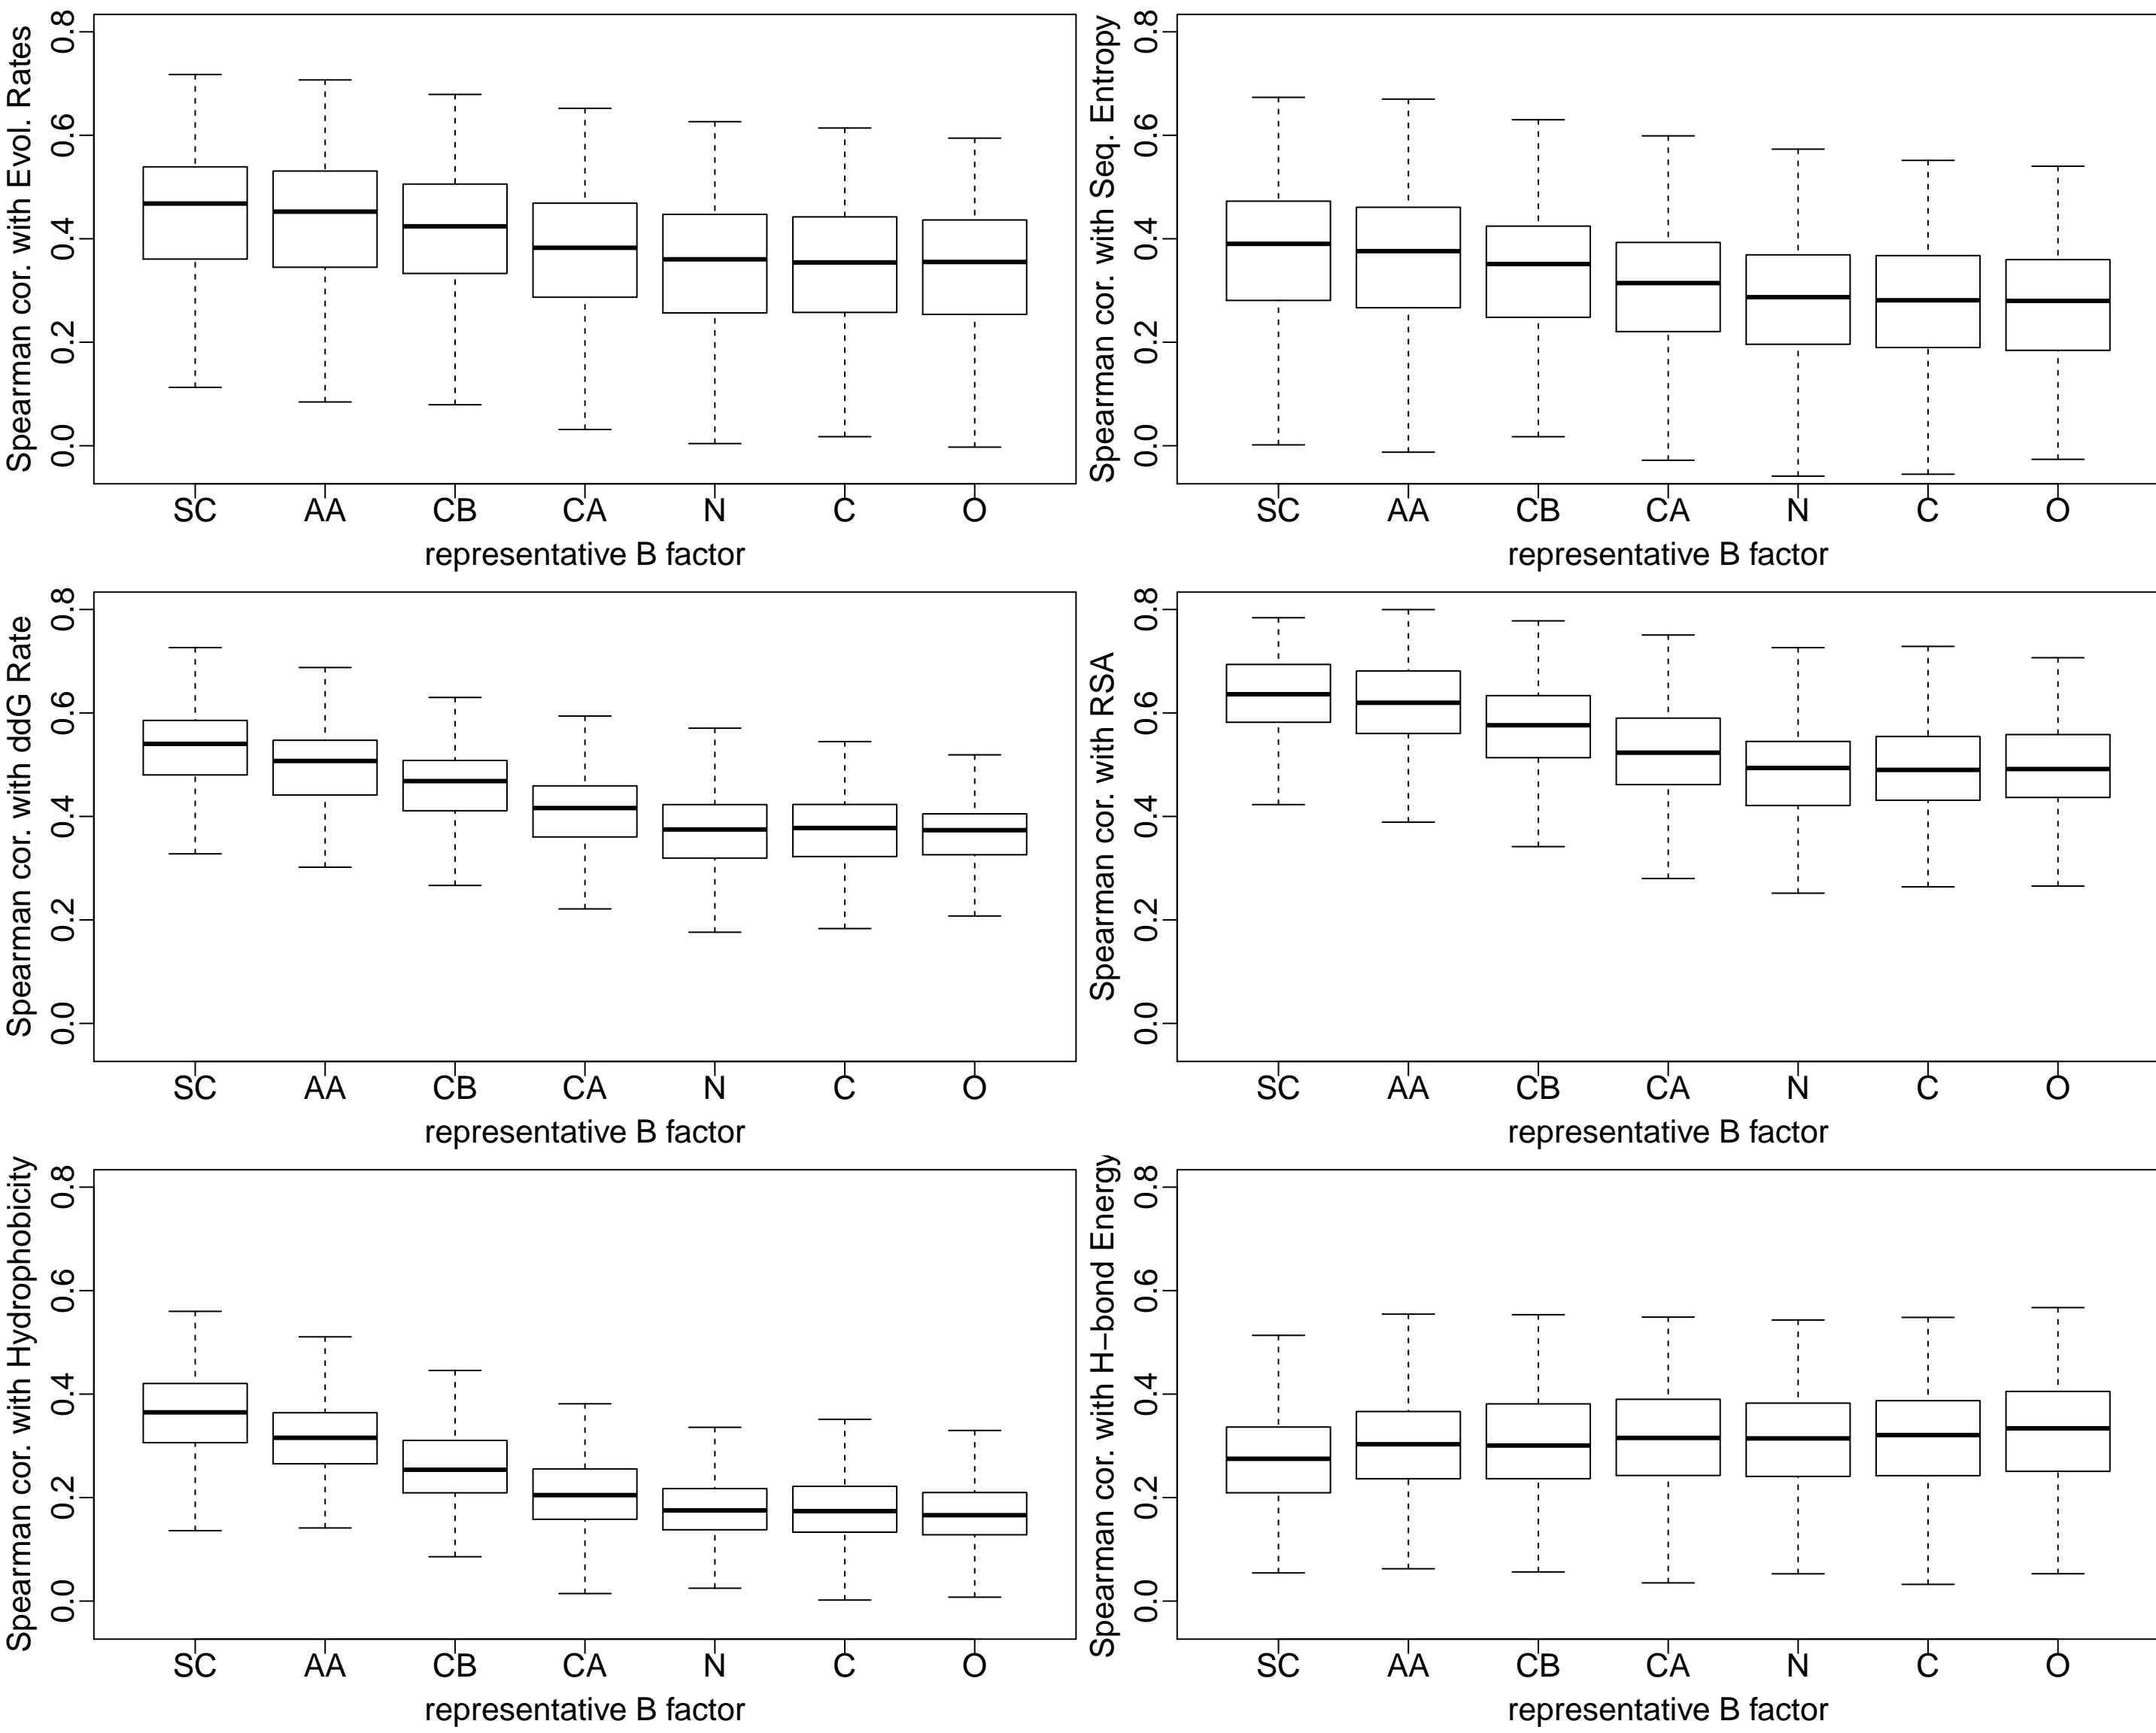 Spearman cor. with Evol. Rates
0.0 0.2 0.4 0.6 0.8
SC AA CB CA N C O
representative B factor
Spearman cor. with Seq. Entropy
0.0 0.2 0.4 0.6 0.8
SC AA CB CA N C O
representative B factor
Spearman cor. with ddG Rate
0.0 0.2 0.4 0.6 0.8
SC AA CB CA N C O
representative B factor
Spearman cor. with RSA
0.0 0.2 0.4 0.6 0.8
SC AA CB CA N C O
representative B factor
Spearman cor. with Hydrophobicity
0.0 0.2 0.4 0.6 0.8
SC AA CB CA N C O
representative B factor
Spearman cor. with H−bond Energy
0.0 0.2 0.4 0.6 0.8
SC AA CB CA N C O
representative B factor